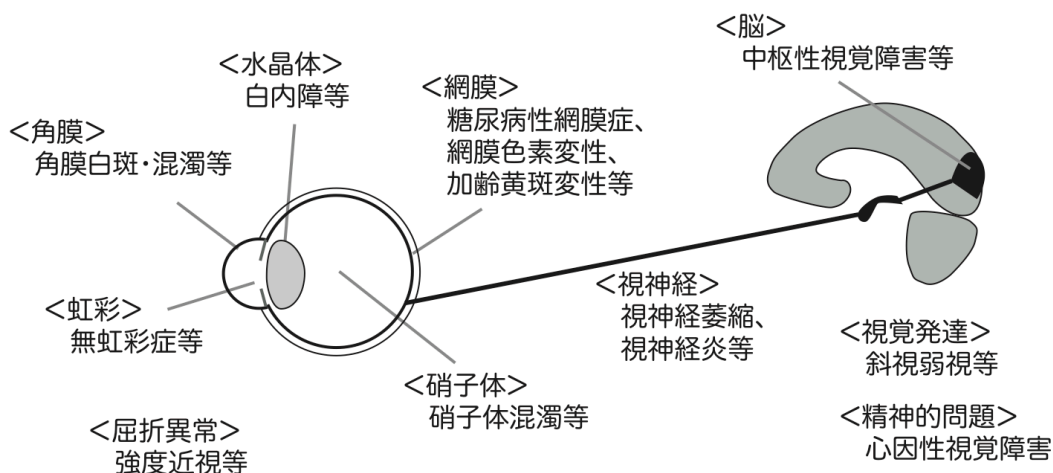 <脳>
中枢性視覚障害等
<水晶体>
白内障等
<網膜>
糖尿病性網膜症、
網膜色素変性、
加齢黄斑変性等
<角膜>
角膜白斑・混濁等
<虹彩>
無虹彩症等
<視神経>
視神経萎縮、
視神経炎等
<硝子体>
硝子体混濁等
<視覚発達>
斜視弱視等
<屈折異常>
強度近視等
<精神的問題>
心因性視覚障害